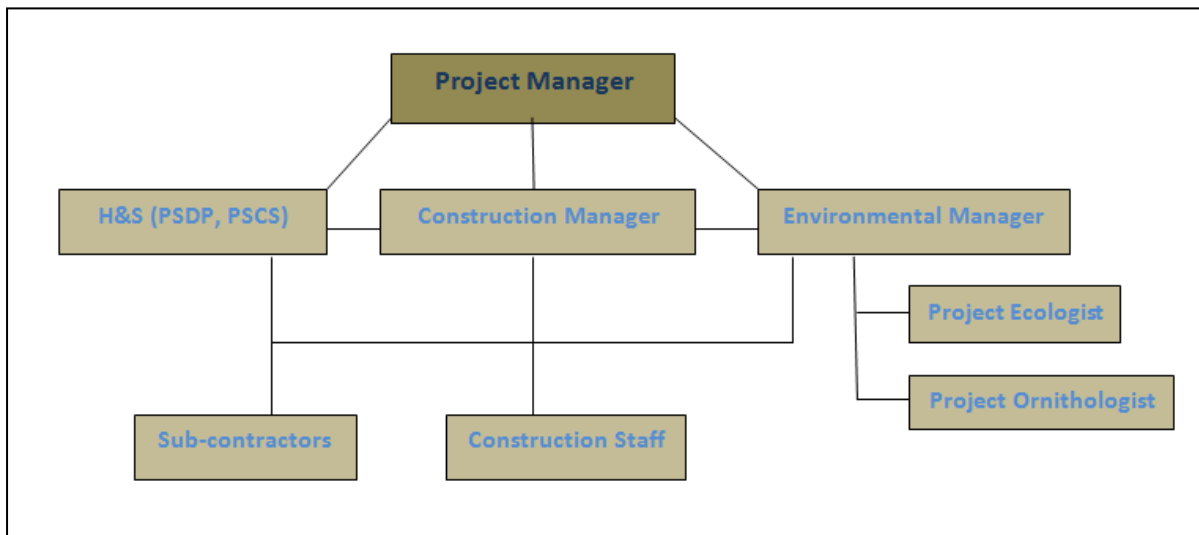 Project Manager
H&S (PSDP, PSCS)
Construction Manager
Environmental Manager
Project Ecologist
Project Ornithologist
Sub-contractors
Construction Staff